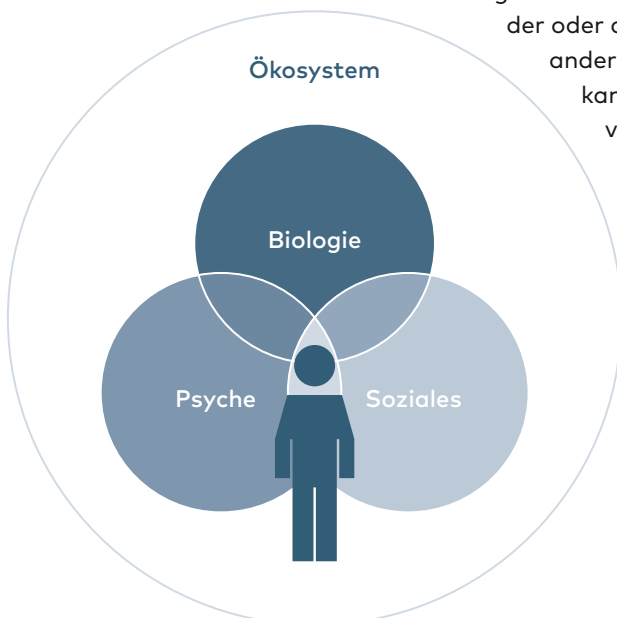 der oder
ander
Ökosystem
Biologie
Psyche
Soziales